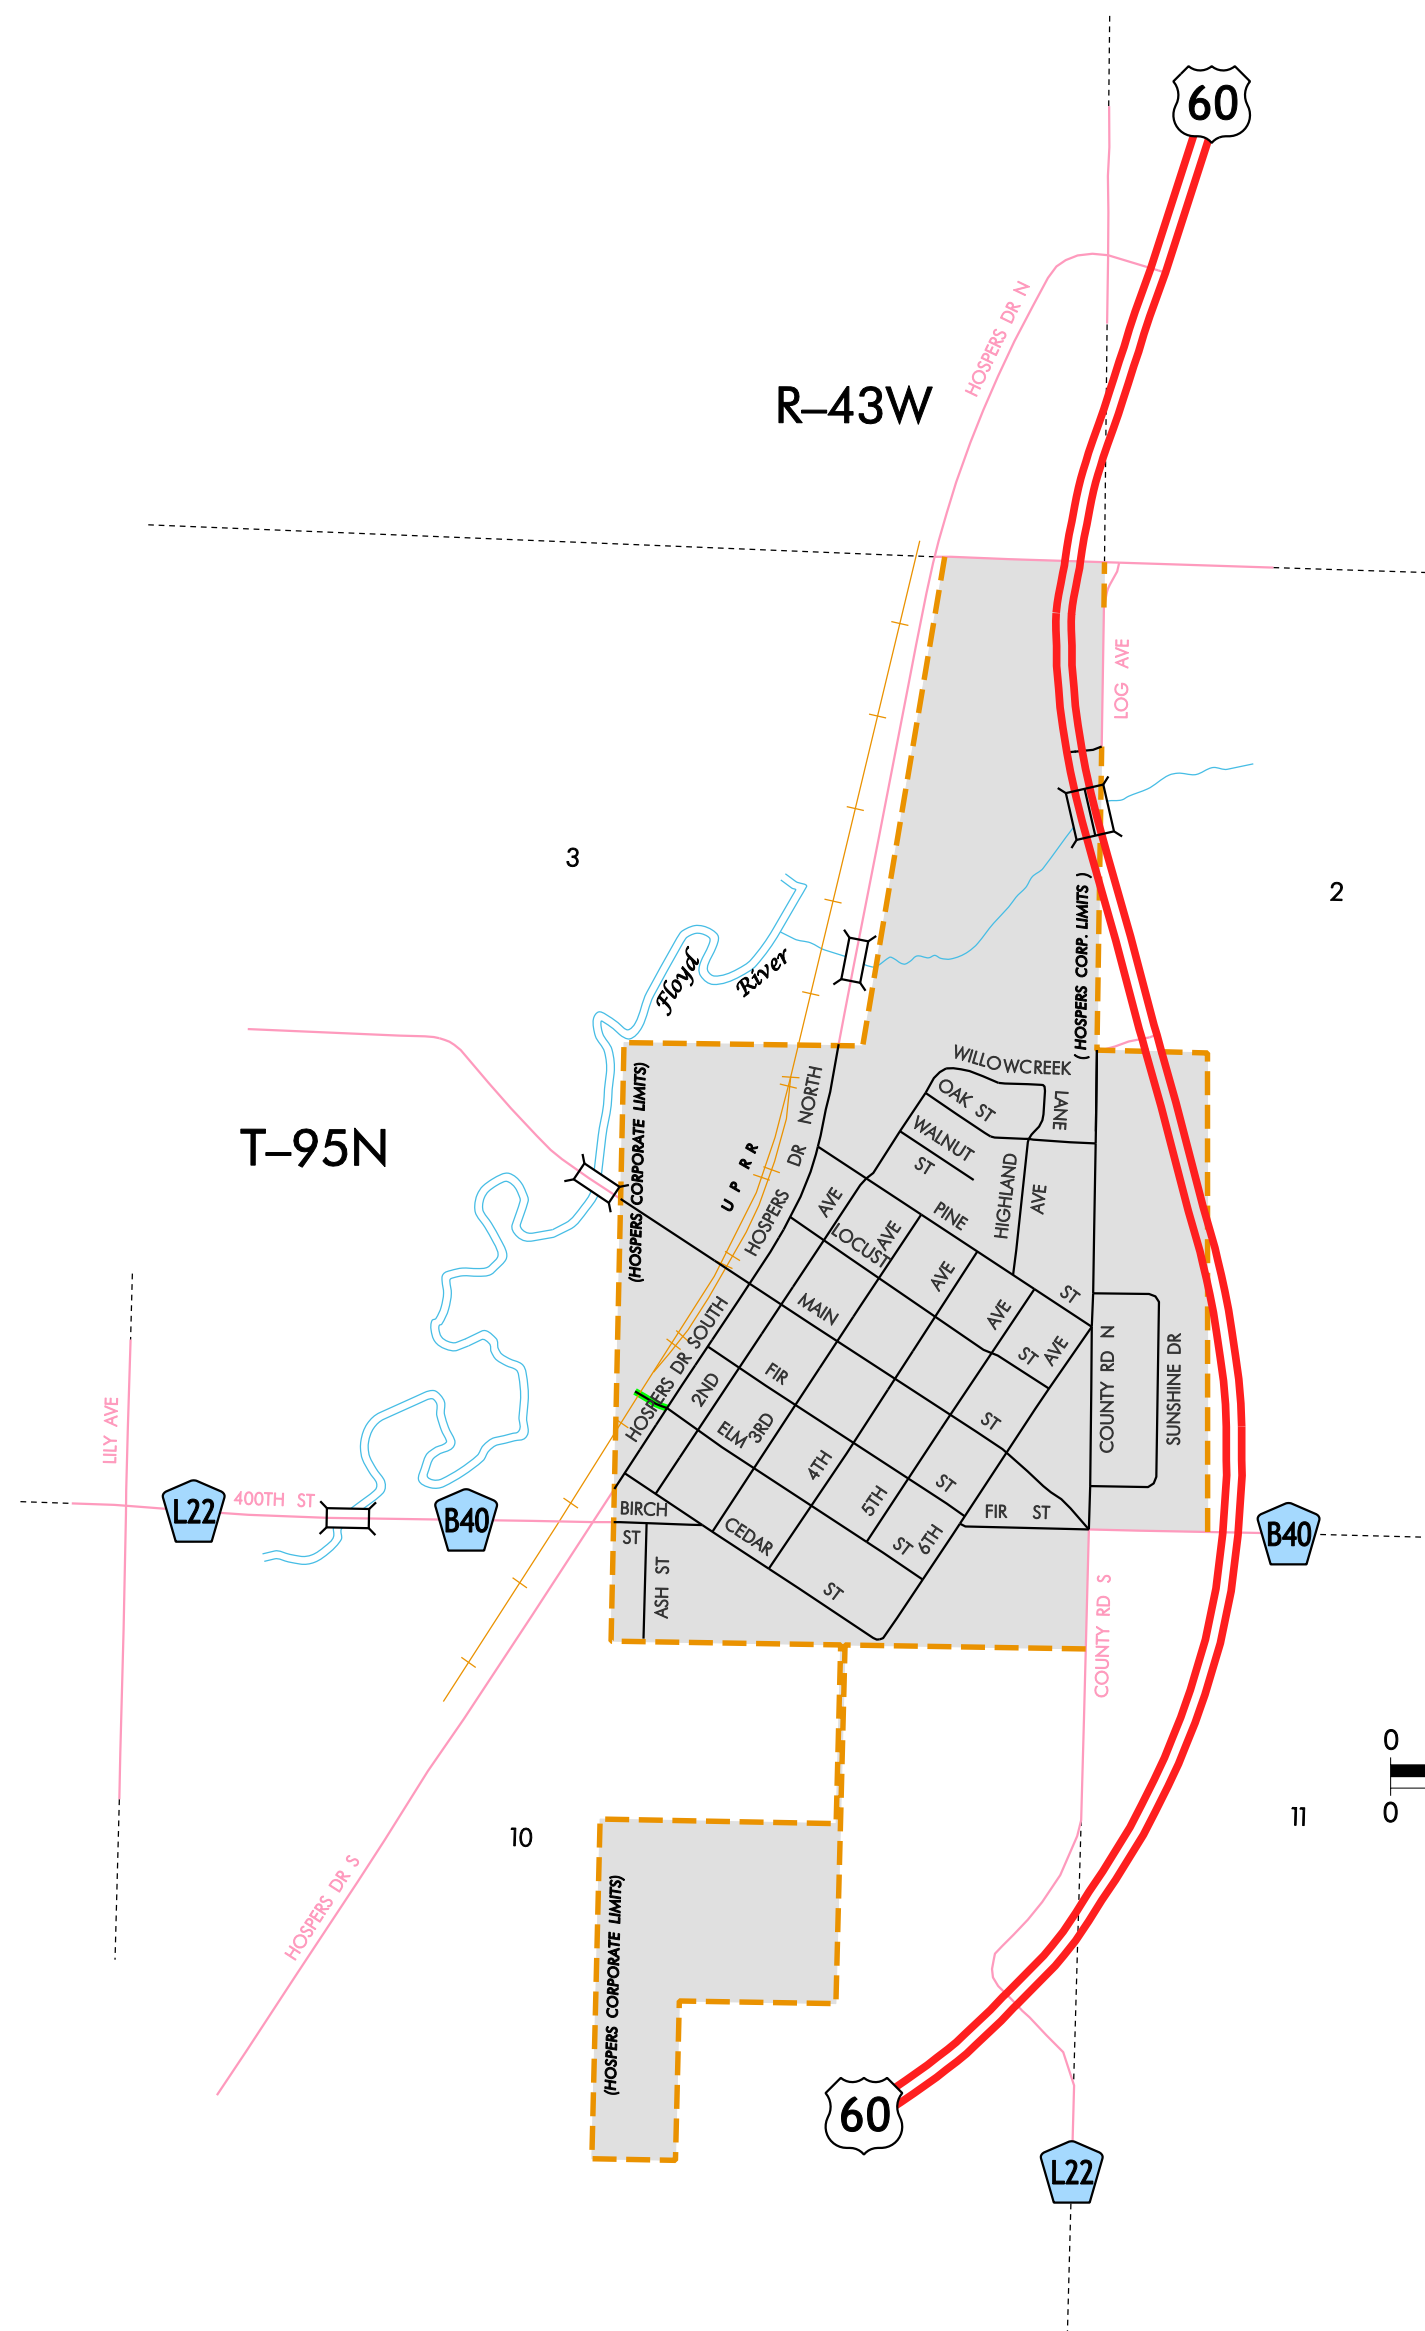 60
HOSPERS DR N
R–43W
LOG AVE
3
2
( HOSPERS CORP. LIMITS )
Floyd
River
WILLOWCREEK
LANE
(HOSPERS CORPORATE LIMITS)
NORTH
DR
HOSPERS
OAK ST
WALNUT
ST
T–95N
U P R R
HIGHLAND
AVE
AVE
LOCUST
AVE
PINE
AVE
AVE
ST
MAIN
ST
AVE
COUNTY RD N
SUNSHINE DR
HOSPERS DR SOUTH
FIR
2ND
LILY AVE
ELM
3RD
ST
4TH
L22
400TH ST
B40
BIRCH
ST
CEDAR
5TH
ST
ST
6TH
FIR ST
B40
ASH ST
ST
COUNTY RD S
0
0
10
11
HOSPERS DR S
(HOSPERS CORPORATE LIMITS)
60
L22